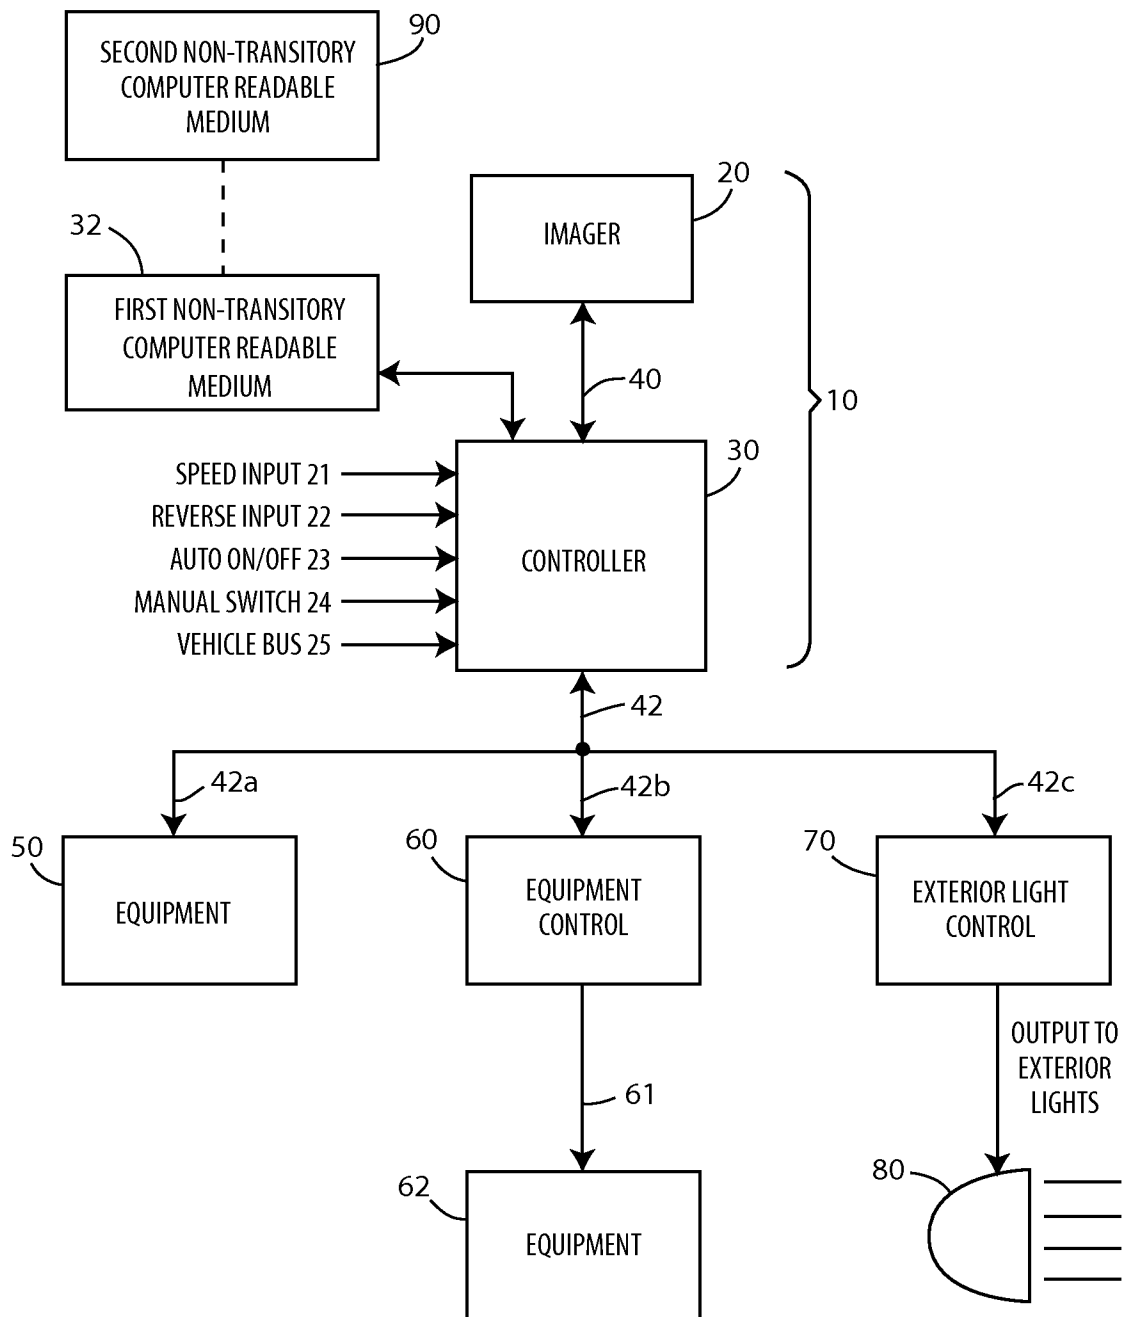 90
SECOND NON-TRANSITORY
COMPUTER READABLE
MEDIUM
20
IMAGER
32
FIRST NON-TRANSITORY
COMPUTER READABLE
MEDIUM
40
10
30
SPEED INPUT 21
REVERSE INPUT 22
AUTO ON/OFF 23
MANUAL SWITCH 24
VEHICLE BUS 25
CONTROLLER
42
42a
42b
42c
50
EQUIPMENT
60
EQUIPMENT
CONTROL
70
EXTERIOR LIGHT
CONTROL
OUTPUT TO
EXTERIOR
LIGHTS
61
62
EQUIPMENT
80